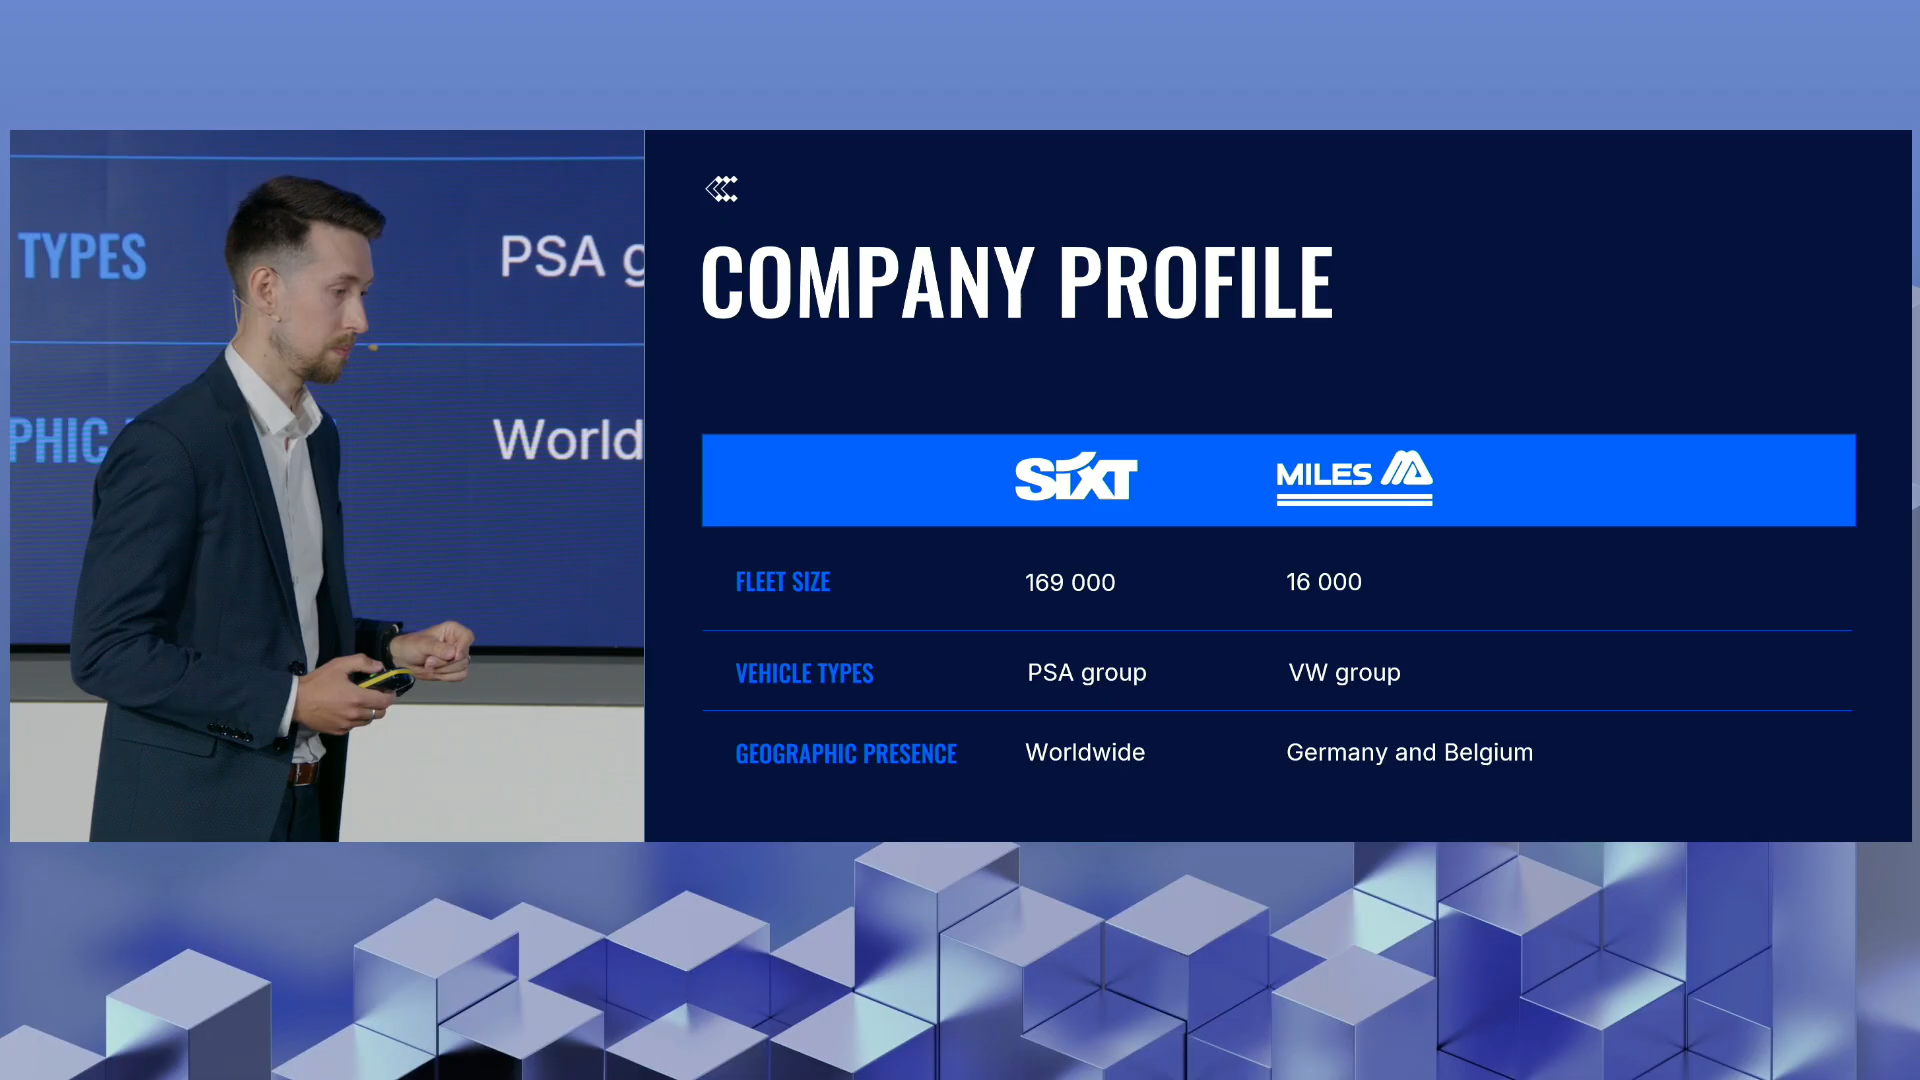 TYPES
PSA g
PHIC
World
COMPANY PROFILE
SiXT
MILES
FLEET SIZE 169 000 16 000
VEHICLE TYPES PSA group VW group
GEOGRAPHIC PRESENCE Worldwide Germany and Belgium